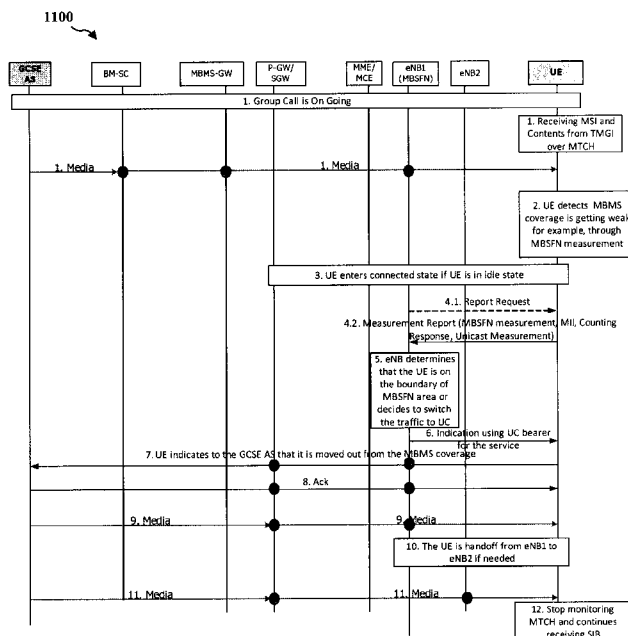 1100
GCSE
AS
BM-SC
MBMS-GW
P-GW/
SGW
MME/
MCE
eNB1
(MBSFN)
eNB2
UE
1. Group Call is On Going
1. Receiving MSI and
Contents from TMGI
over MTCH
1. Media
1. Media
2. UE detects MBMS
coverage is getting weak
for example, through
MBSFN measurement
3. UE enters connected state if UE is in idle state
4.1. Report Request
4.2. Measurement Report (MBSFN measurement, MII, Counting
Response, Unicast Measurement)
5. eNB determines
that the UE is on
the boundary of
MBSFN area or
decides to switch
the traffic to UC
6. Indication using UC bearer
for the service
7. UE indicates to the GCSE AS that it is moved out from the MBMS coverage
8. Ack
9. Media
9. Media
10. The UE is handoff from eNB1 to
eNB2 if needed
11. Media
11. Media
12. Stop monitoring
MTCH and continues
receiving SIB